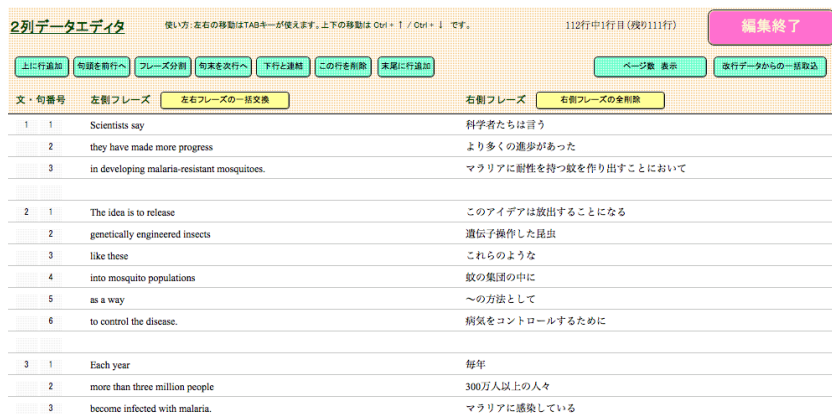 2列データエディタ 使い方:左右の移動はTABキーが使えます。上下の移動は Ctrl + ↑ / Ctrl + ↓ です。 112行中1行目(残り111行) 編集終了
上に行追加 句頭を前行へ フレーズ分割 句末を次行へ 下行と連結 この行を削除 末尾に行追加 ページ数 表示 改行データからの一括取込
文・句番号 左側フレーズ 左右フレーズの一括交換 右側フレーズ 右側フレーズの全削除
1 1 Scientists say 科学者たちは言う
2 they have made more progress より多くの進歩があった
3 in developing malaria-resistant mosquitoes. マラリアに耐性を持つ蚊を作り出すことにおいて
2 1 The idea is to release このアイデアは放出することになる
2 genetically engineered insects 遺伝子操作した昆虫
3 like these これらのような
4 into mosquito populations 蚊の集団の中に
5 as a way 〜の方法として
6 to control the disease. 病気をコントロールするために
3 1 Each year 毎年
2 more than three million people 300万人以上の人々
3 become infected with malaria. マラリアに感染している